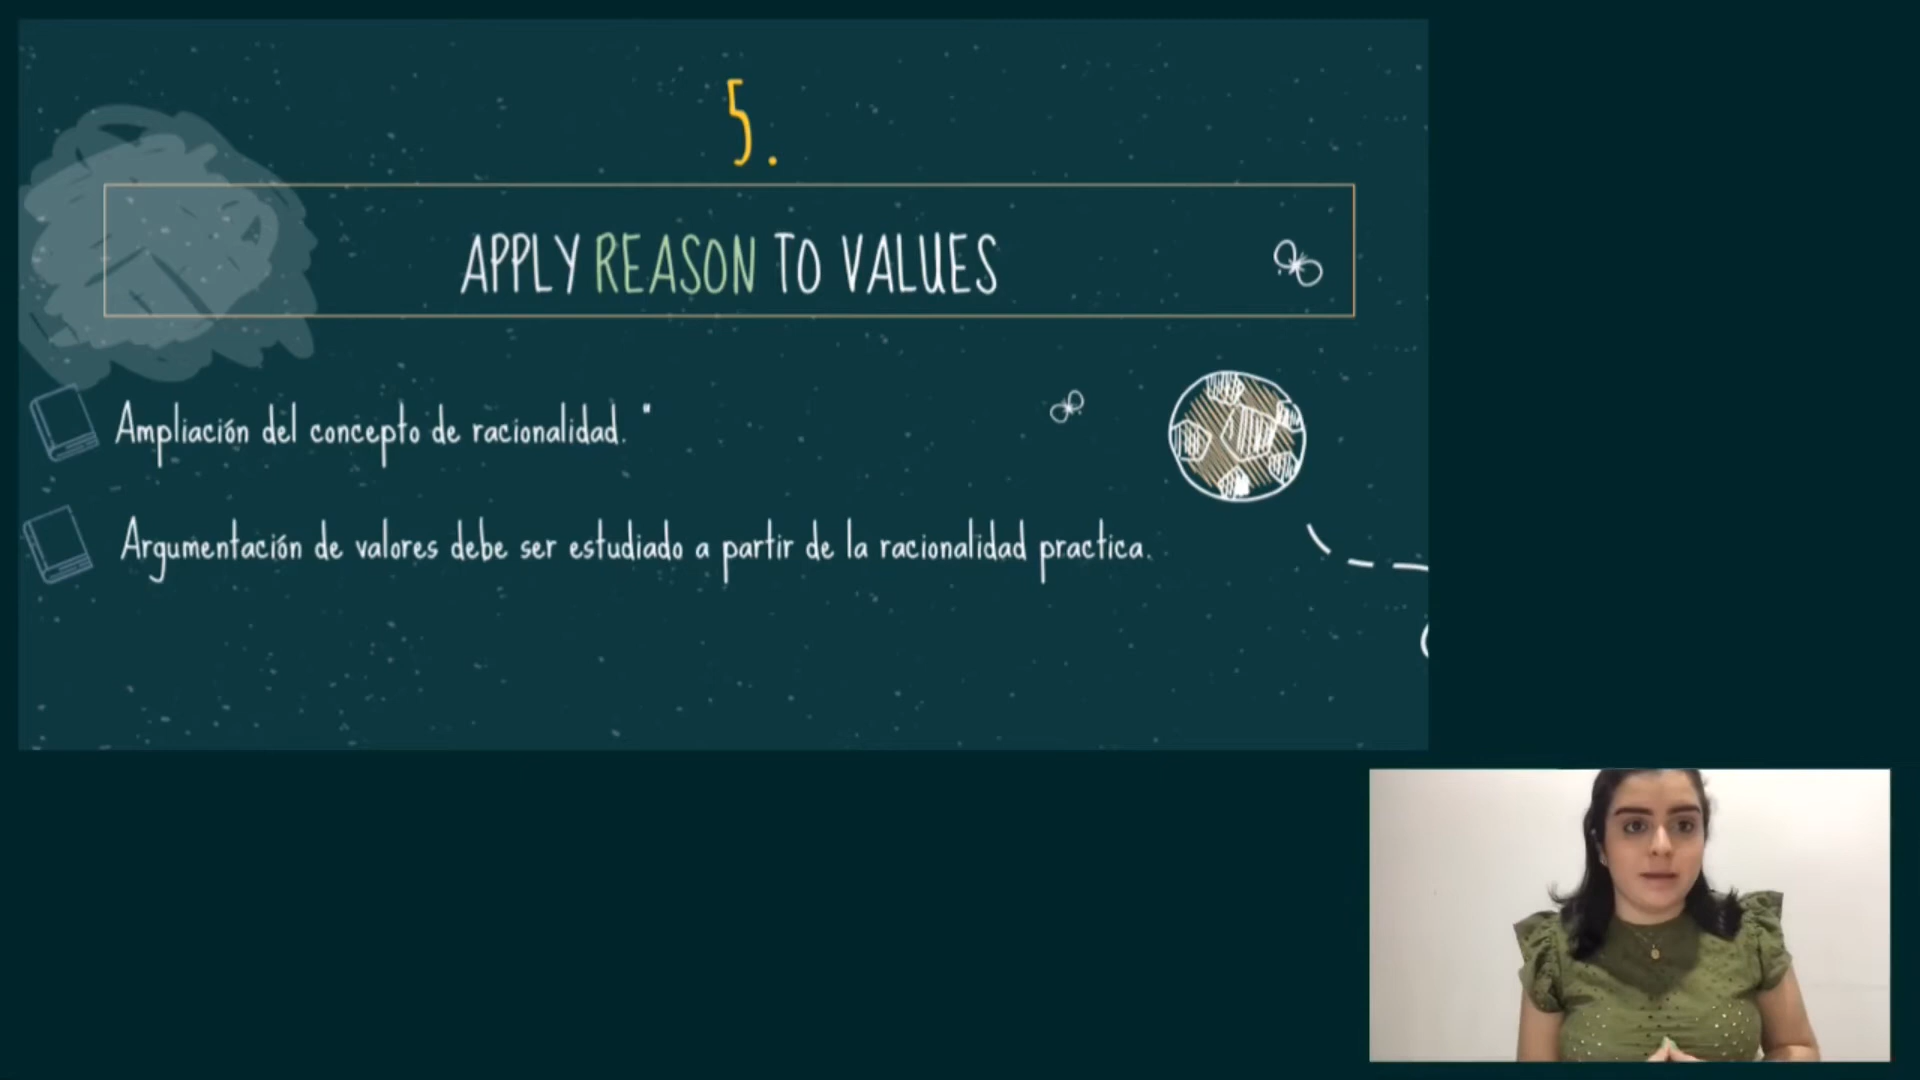 5.
APPLY REASON TO VALUES
Ampliación del concepto de racionalidad. "
Argumentación de valores debe ser estudiado a partir de la racionalidad practica.